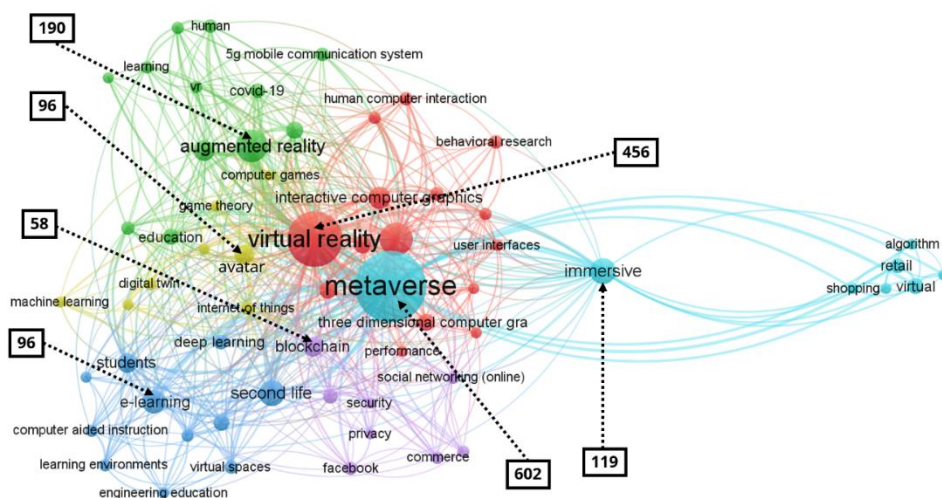 190
human
5g mobile communication system
learning
vr
covid-19
human computer interaction
96
augmented reality
behavioral research
456
computer games
interactive computer graphics
game theory
58
education
virtual reality
user interfaces
avatar
algorithm
immersive
retail
metaverse
digital twin
shopping
virtual
machine learning
internet of things
three dimensional computer gra
96
deep learning
blockchain
performance
students
social networking (online)
e-learning
second life
security
computer aided instruction
privacy
learning environments
virtual spaces
facebook
commerce
602
119
engineering education